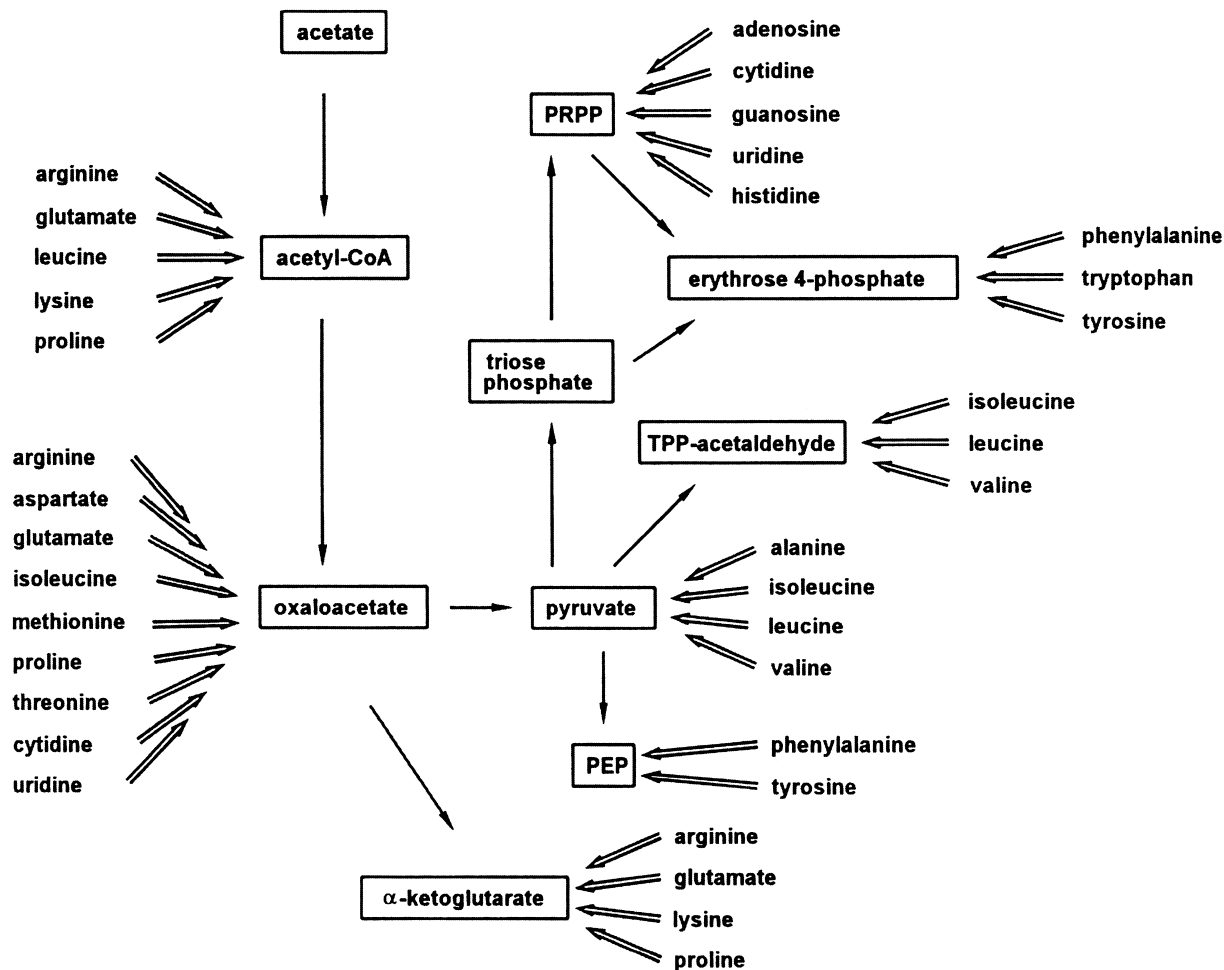 acetate
adenosine
cytidine
guanosine
uridine
histidine
PRPP
arginine
glutamate
leucine
lysine
proline
acetyl-CoA
phenylalanine
tryptophan
tyrosine
erythrose 4-phosphate
triose
phosphate
isoleucine
leucine
valine
TPP-acetaldehyde
arginine
aspartate
glutamate
isoleucine
methionine
proline
threonine
cytidine
uridine
oxaloacetate
pyruvate
alanine
isoleucine
leucine
valine
PEP
phenylalanine
tyrosine
α-ketoglutarate
arginine
glutamate
lysine
proline